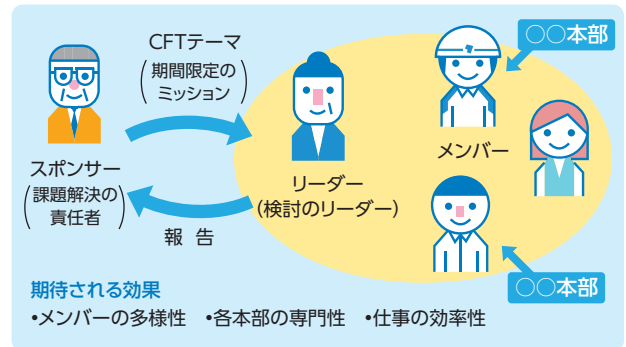 CFTテーマ
(期間限定の
ミッション)
○○本部
スポンサー
(課題解決の
責任者)
リーダー
(検討のリーダー)
メンバー
報 告
○○本部
期待される効果
•メンバーの多様性 •各本部の専門性 •仕事の効率性